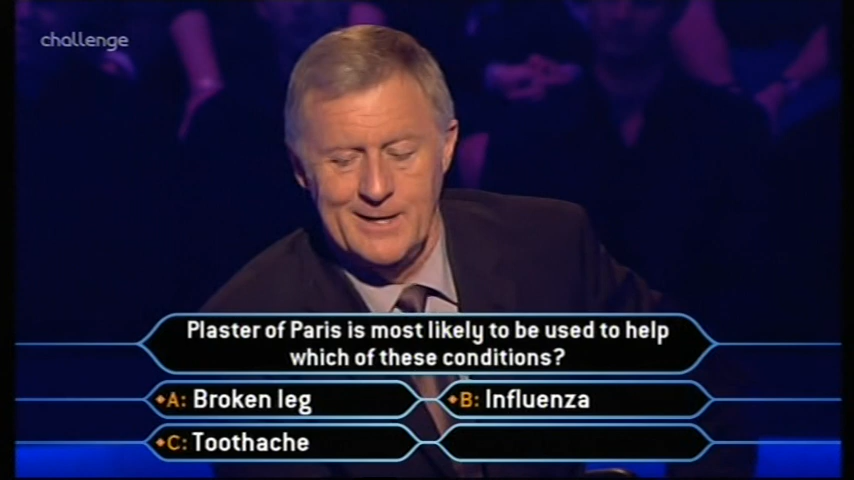 challenge
Plaster of Paris is most likely to be used to help
which of these conditions?
A: Broken leg
B: Influenza
C: Toothache